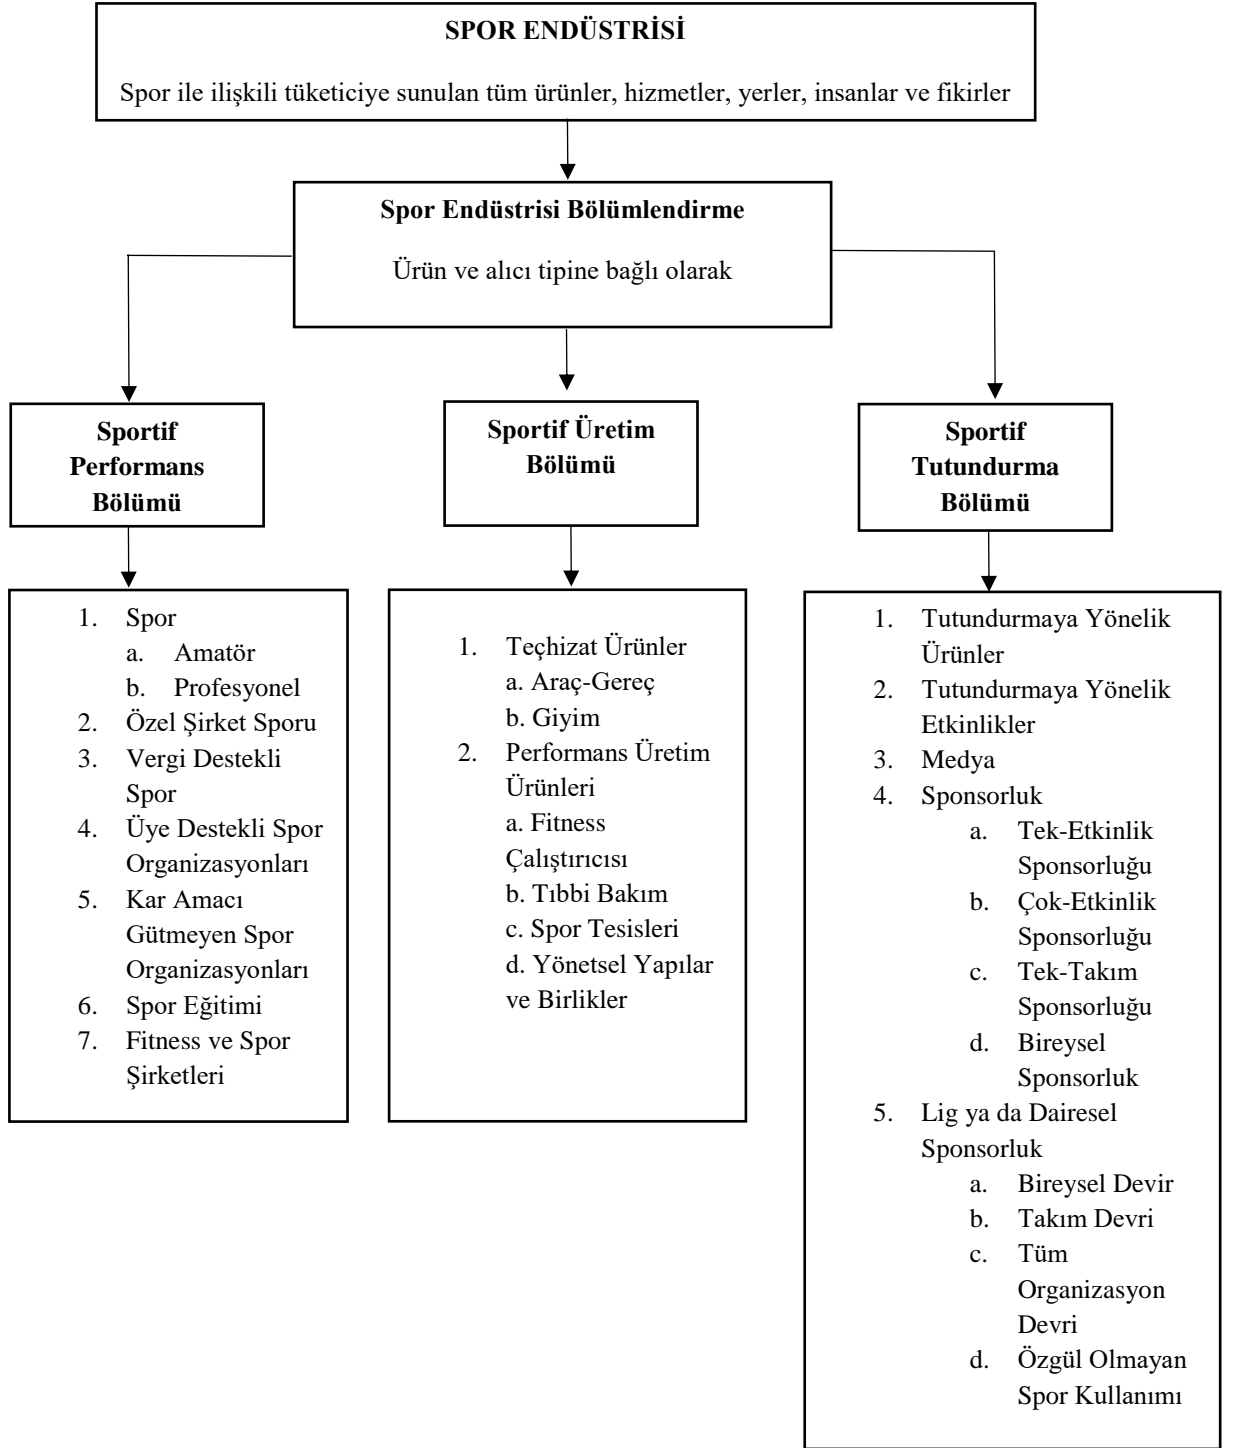 SPOR ENDÜSTRİSİ
Spor ile ilişkili tüketiciye sunulan tüm ürünler, hizmetler, yerler, insanlar ve fikirler
Spor Endüstrisi Bölümlendirme
Ürün ve alıcı tipine bağlı olarak
Sportif
Performans
Bölümü
Sportif Üretim
Bölümü
Sportif
Tutundurma
Bölümü
1. Spor
a. Amatör
b. Profesyonel
2. Özel Şirket Sporu
3. Vergi Destekli
Spor
4. Üye Destekli Spor
Organizasyonları
5. Kar Amacı
Gütmeyen Spor
Organizasyonları
6. Spor Eğitimi
7. Fitness ve Spor
Şirketleri
1. Teçhizat Ürünler
a. Araç-Gereç
b. Giyim
2. Performans Üretim
Ürünleri
a. Fitness
Çalıştırıcısı
b. Tıbbi Bakım
c. Spor Tesisleri
d. Yönetsel Yapılar
ve Birlikler
1. Tutundurmaya Yönelik
Ürünler
2. Tutundurmaya Yönelik
Etkinlikler
3. Medya
4. Sponsorluk
a. Tek-Etkinlik
Sponsorluğu
b. Çok-Etkinlik
Sponsorluğu
c. Tek-Takım
Sponsorluğu
d. Bireysel
Sponsorluk
5. Lig ya da Dairesel
Sponsorluk
a. Bireysel Devir
b. Takım Devri
c. Tüm
Organizasyon
Devri
d. Özgül Olmayan
Spor Kullanımı